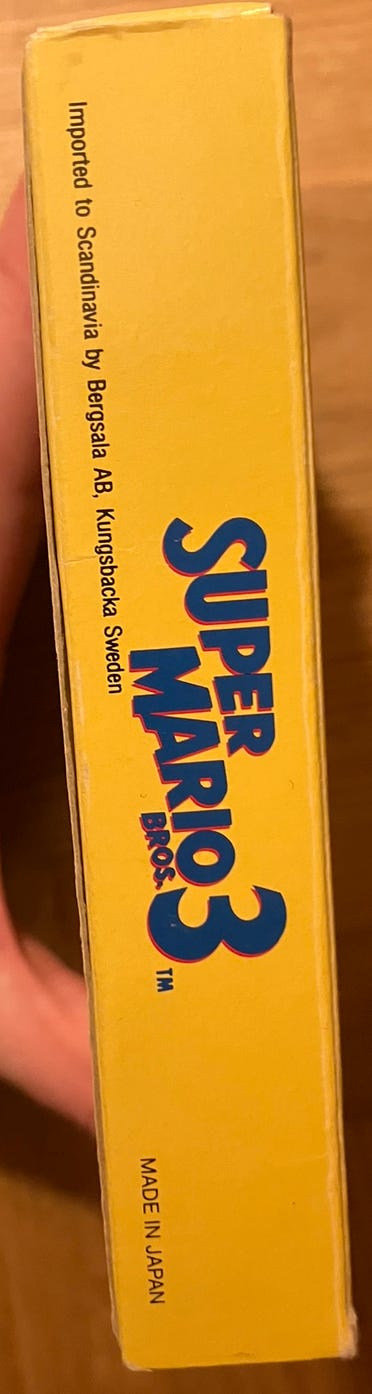 SUPER
MARIO
BROS. 3 TM
Imported to Scandinavia by Bergsala AB, Kungsbacka Sweden
MADE IN JAPAN